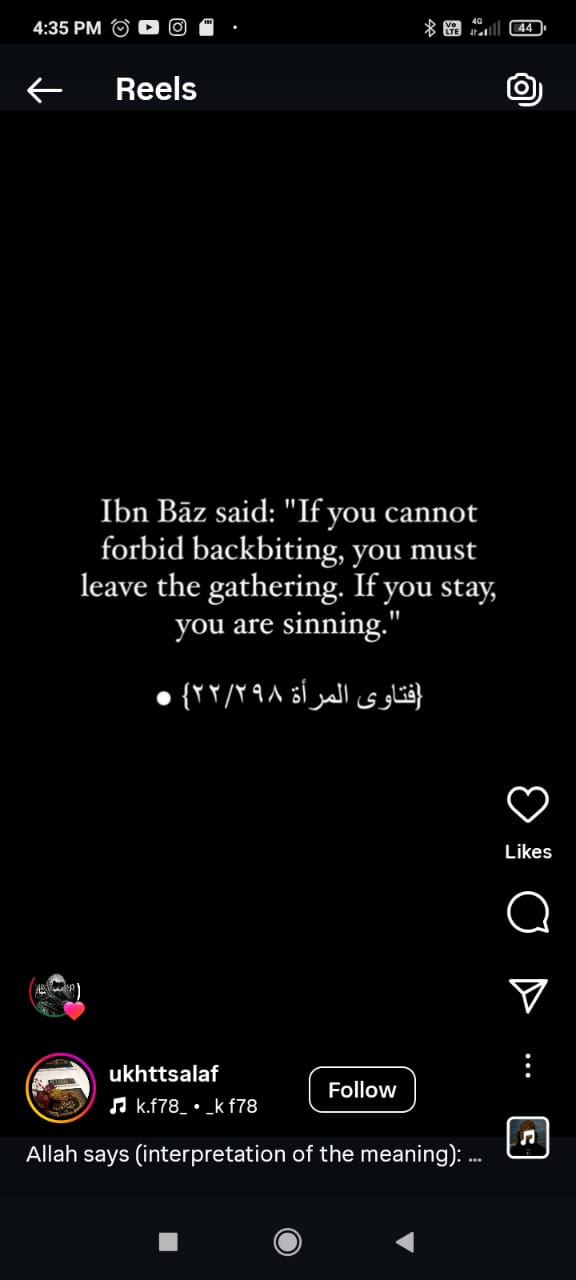 4:35 PM
4G
44
Reels
Ibn Bāz said: "If you cannot
forbid backbiting, you must
leave the gathering. If you stay,
you are sinning."
{فتاوى المرأة ٢٢/٢٩٨} ●
Likes
ukhttsalaf
k.f78_ • _k f78
Follow
Allah says (interpretation of the meaning): ...